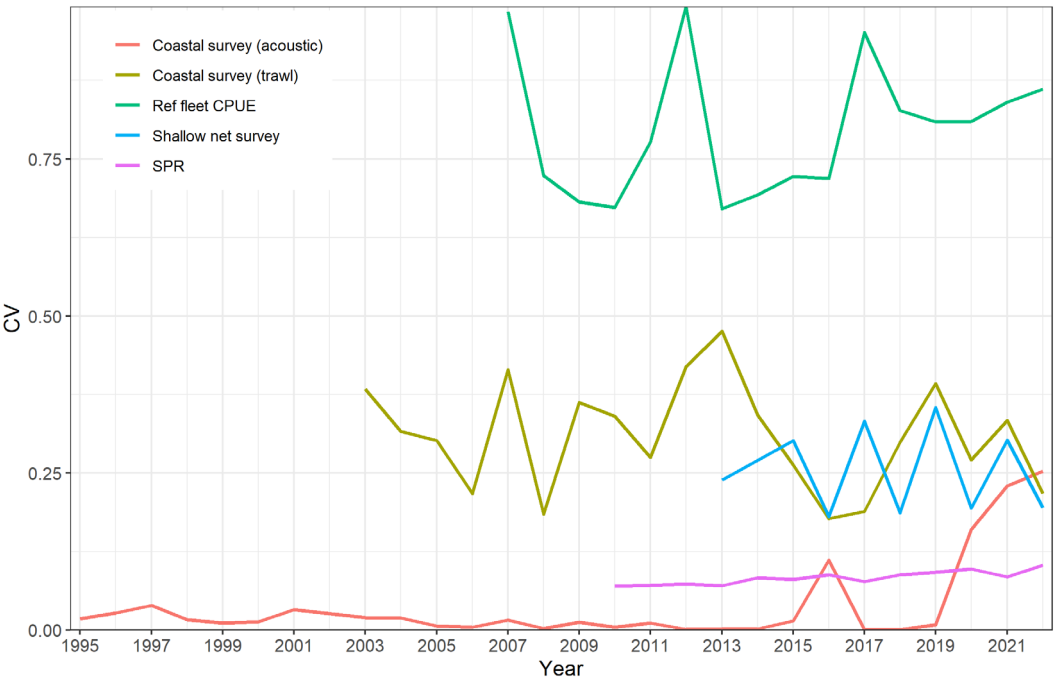 Coastal survey (acoustic)
Coastal survey (trawl)
Ref fleet CPUE
Shallow net survey
SPR
0.75
0.50
0.25
0.00
CV
1995 1997 1999 2001 2003 2005 2007 2009 2011 2013 2015 2017 2019 2021
Year